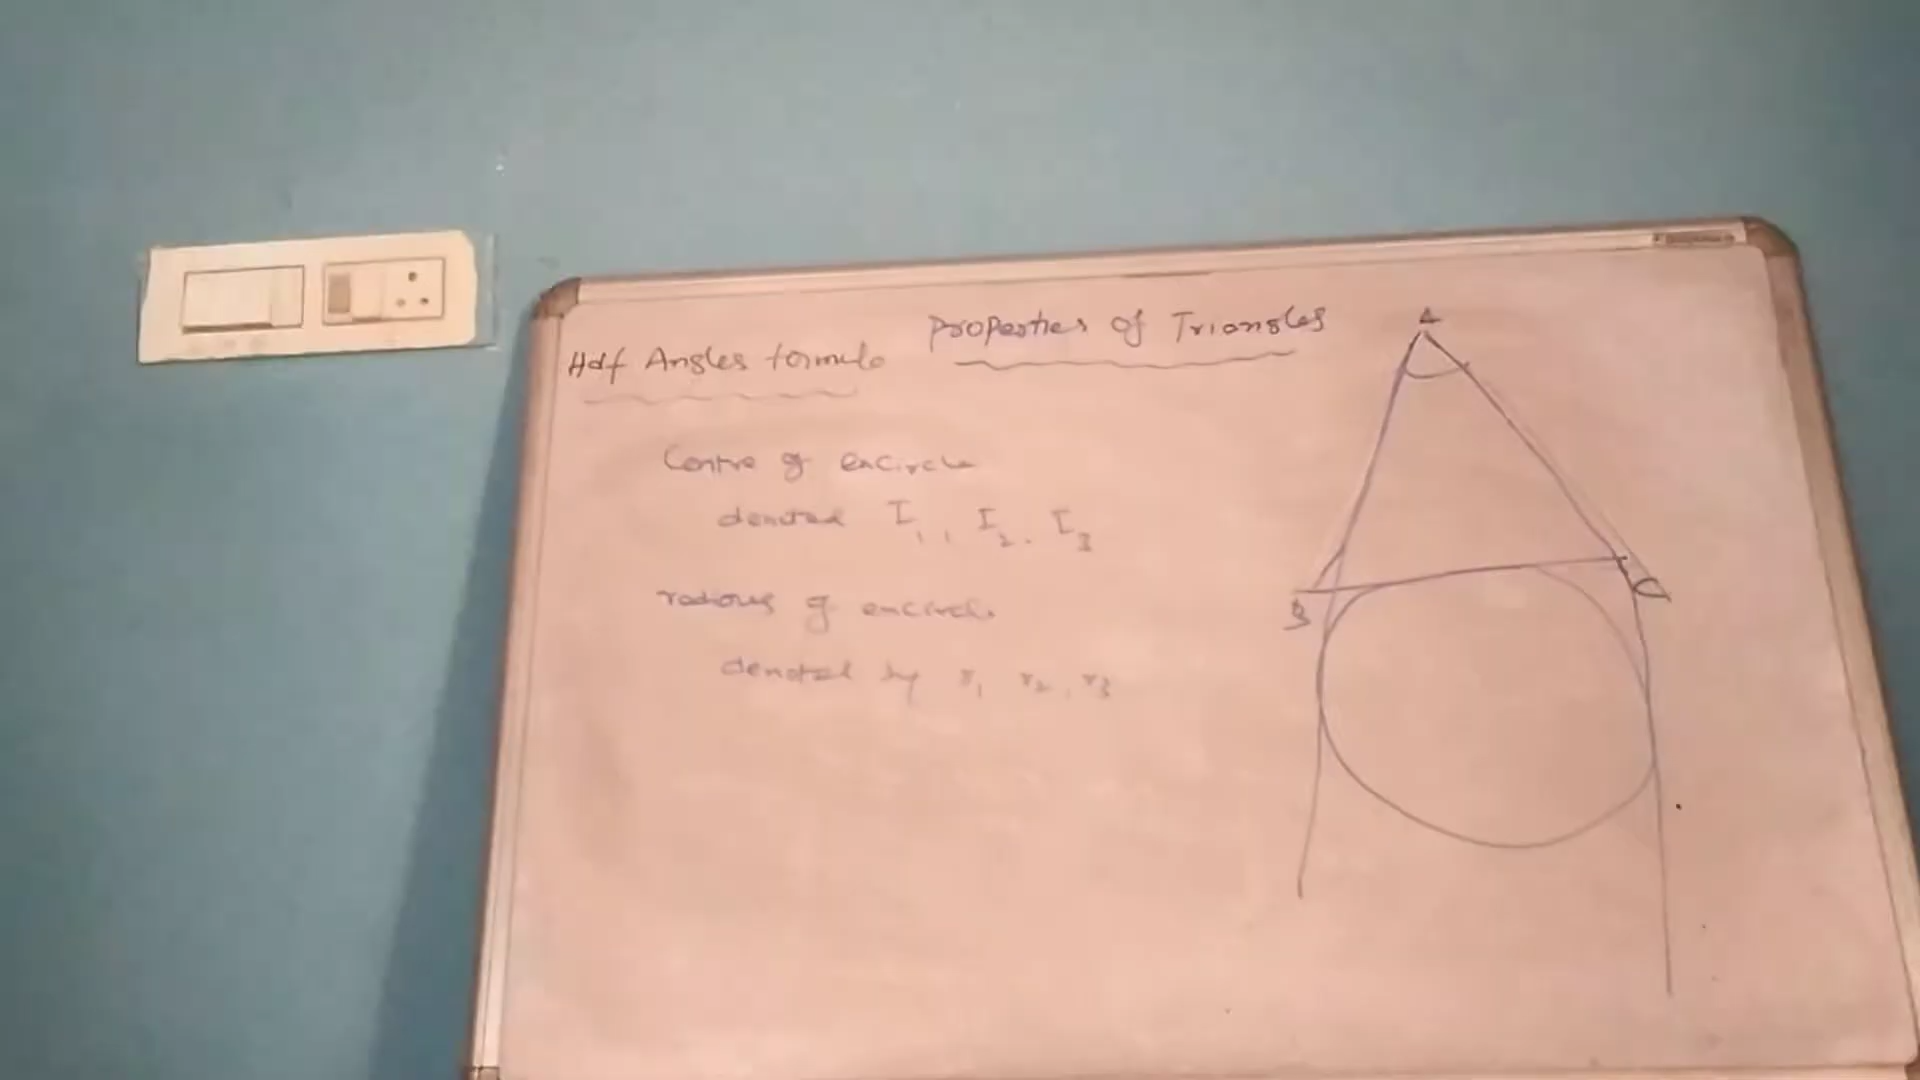 Properties of Triangles
Half Angles formula
Centre of excircle
denoted I1, I2, I3
radious of excircle
denoted by r1 r2, r3
A
B
C